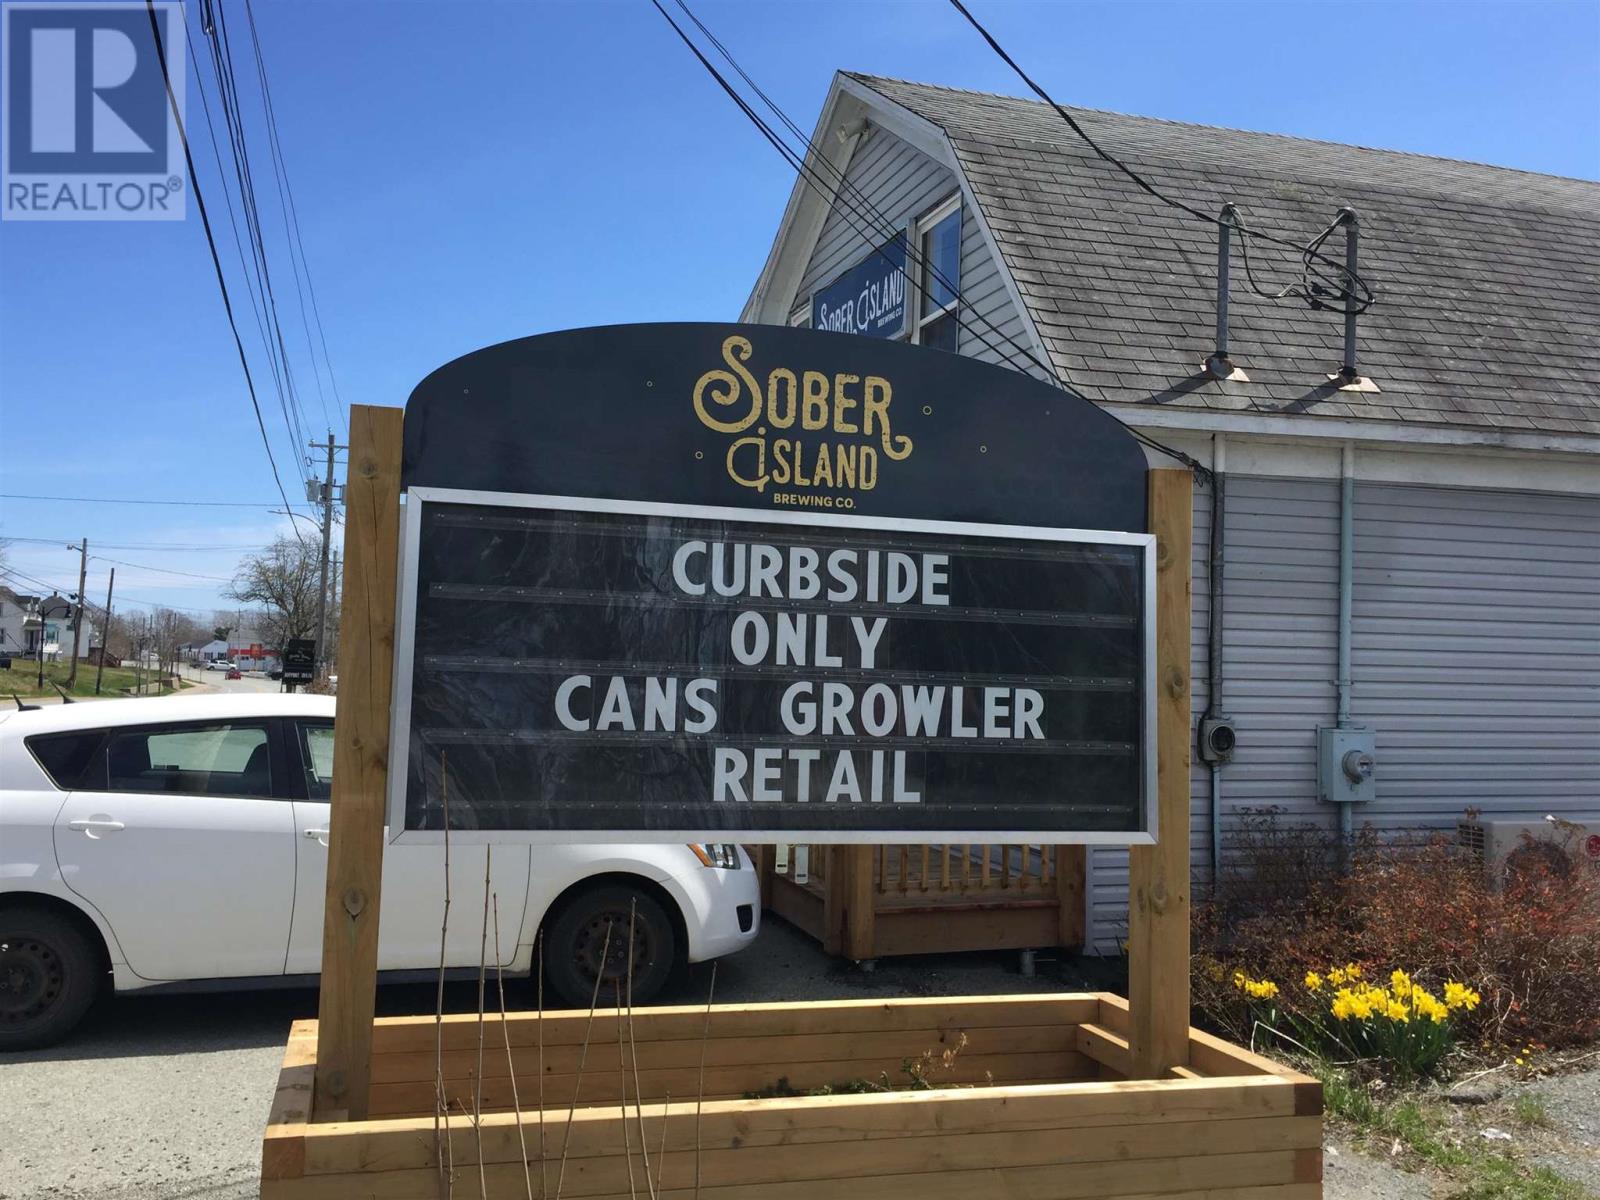 REALTOR®
SOBER ISLAND
BREWING CO.
SOBER
ISLAND
BREWING CO.
CURBSIDE
ONLY
CANS GROWLER
RETAIL